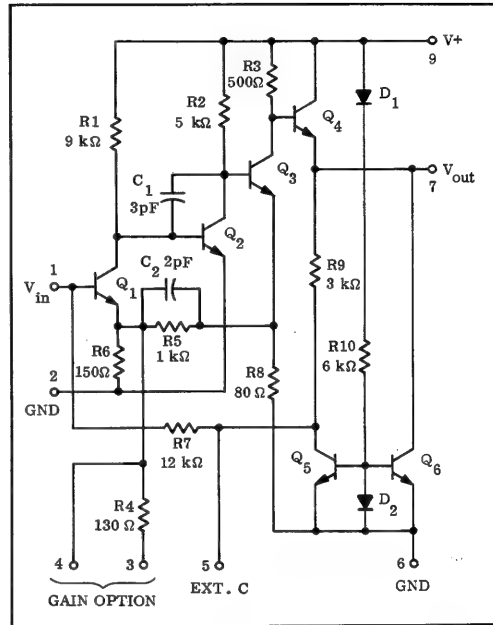 V+
9
R3
500Ω
D1
R1
9 kΩ
R2
5 kΩ
Q4
C1
3pF
Q3
Vout
7
Q2
C2 2pF
1
Vin
Q1
R9
3 kΩ
R5
1 kΩ
R6
150Ω
R10
6 kΩ
2
GND
R8
80 Ω
R7
12 kΩ
Q5
Q6
D2
R4
130 Ω
4
3
5
6
GND
GAIN OPTION
EXT. C